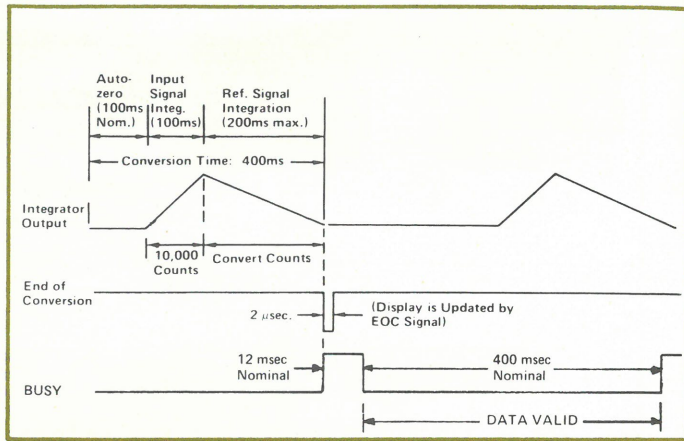 Auto-
zero
(100ms
Nom.)
Input
Signal
Integ.
(100ms)
Ref. Signal
Integration
(200ms max.)
Conversion Time: 400ms
Integrator
Output
10,000
Counts
Convert Counts
End of
Conversion
2 μsec.
(Display is Updated by
EOC Signal)
12 msec
Nominal
400 msec
Nominal
BUSY
DATA VALID